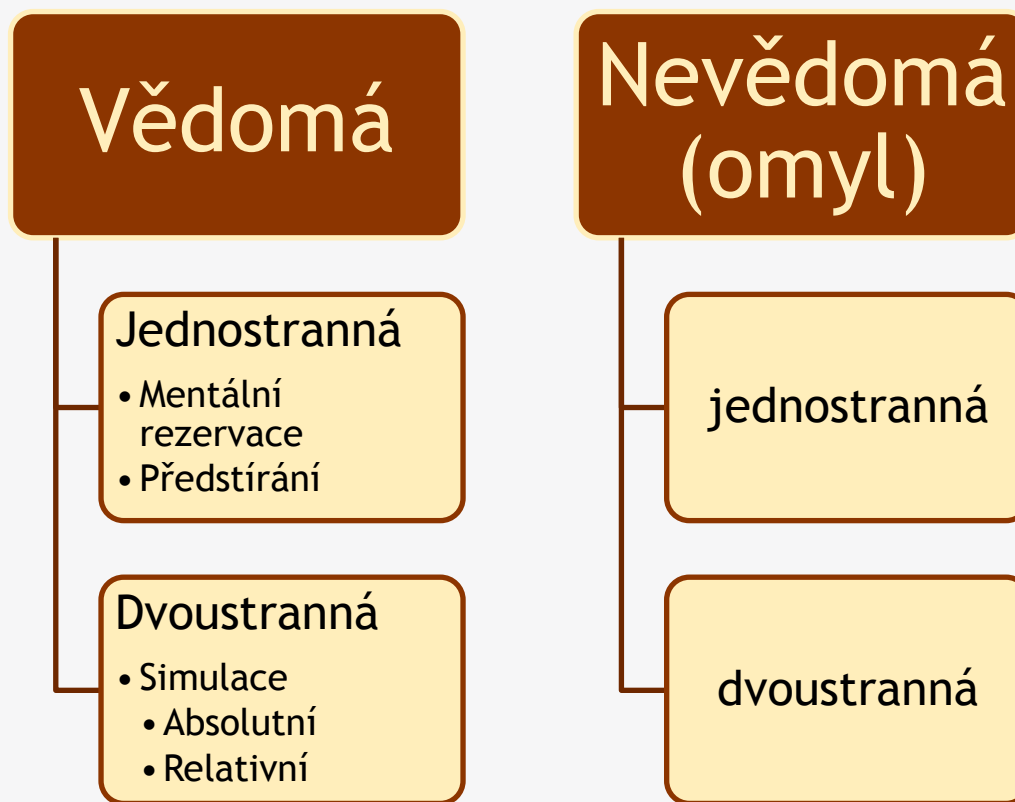 Vědomá
Jednostranná
• Mentální
rezervace
• Předstírání
Dvoustranná
• Simulace
• Absolutní
• Relativní
Nevědomá
(omyl)
jednostranná
dvoustranná